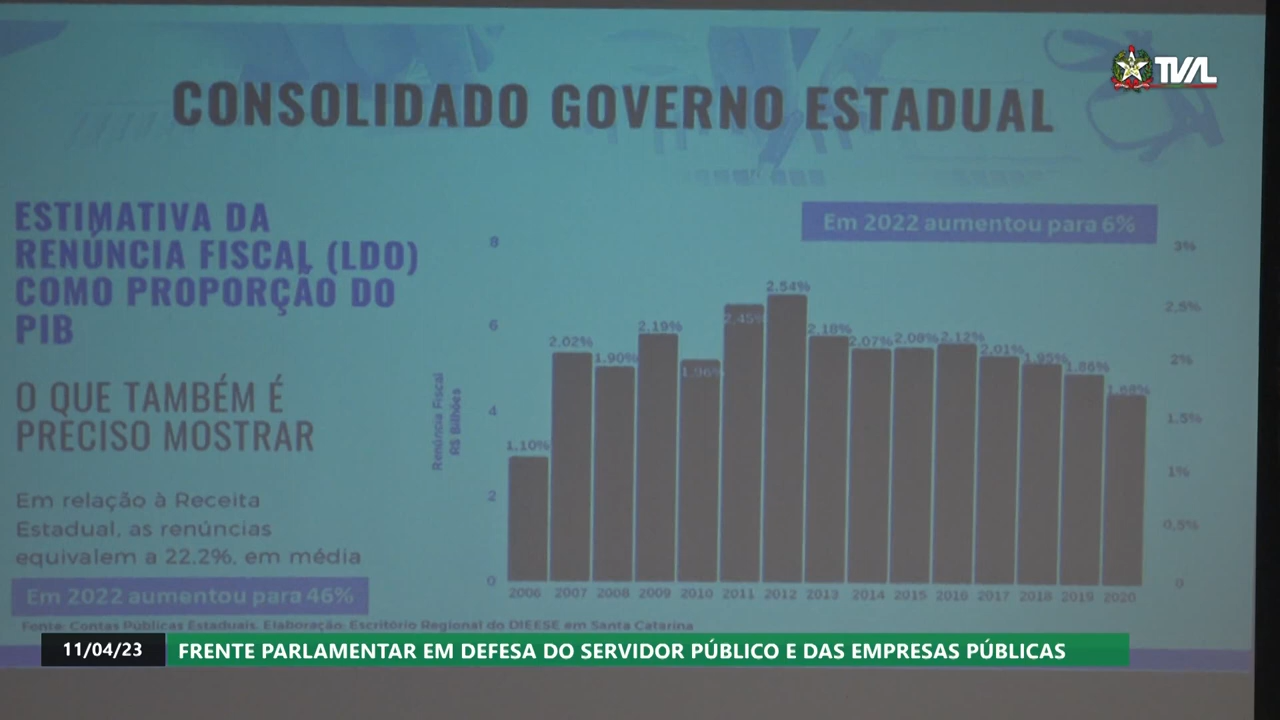 TVAL
CONSOLIDADO GOVERNO ESTADUAL
ESTIMATIVA DA
RENÚNCIA FISCAL (LDO)
COMO PROPORÇÃO DO
PIB
O QUE TAMBÉM É
PRECISO MOSTRAR
Em relação à Receita
Estadual, as renúncias
equivalem a 22.2%, em média
Em 2022 aumentou para 46%
Em 2022 aumentou para 6%
Renúncia Fiscal
R$ Bilhões
8
6
4
2
0
3%
2,5%
2%
1,5%
1%
0,5%
0
1.10%
2.02%
1.90%
2.19%
1.96%
2.45%
2.54%
2.18%
2.07%
2.09%
2.12%
2.01%
1.95%
1.86%
1.68%
2006 2007 2008 2009 2010 2011 2012 2013 2014 2015 2016 2017 2018 2019 2020
Fonte: Contas Públicas Estaduais. Elaboração: Escritório Regional do DIEESE em Santa Catarina
11/04/23 FRENTE PARLAMENTAR EM DEFESA DO SERVIDOR PÚBLICO E DAS EMPRESAS PÚBLICAS